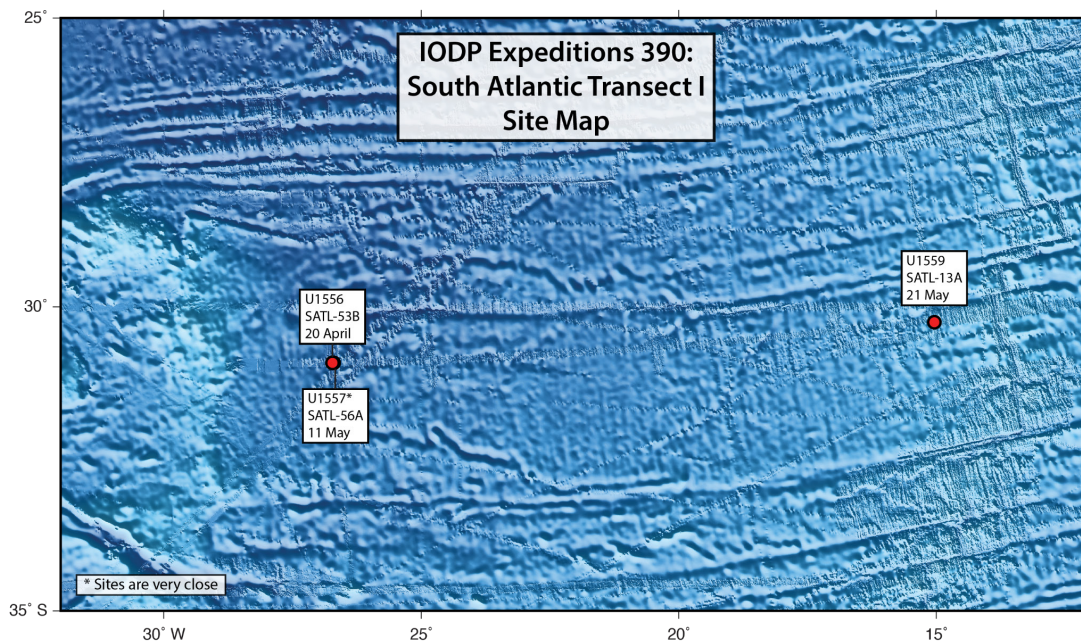 25˚
IODP Expeditions 390:
South Atlantic Transect I
Site Map
U1559
SATL-13A
21 May
30˚
U1556
SATL-53B
20 April
U1557*
SATL-56A
11 May
* Sites are very close
35˚ S
30˚ W
25˚
20˚
15˚